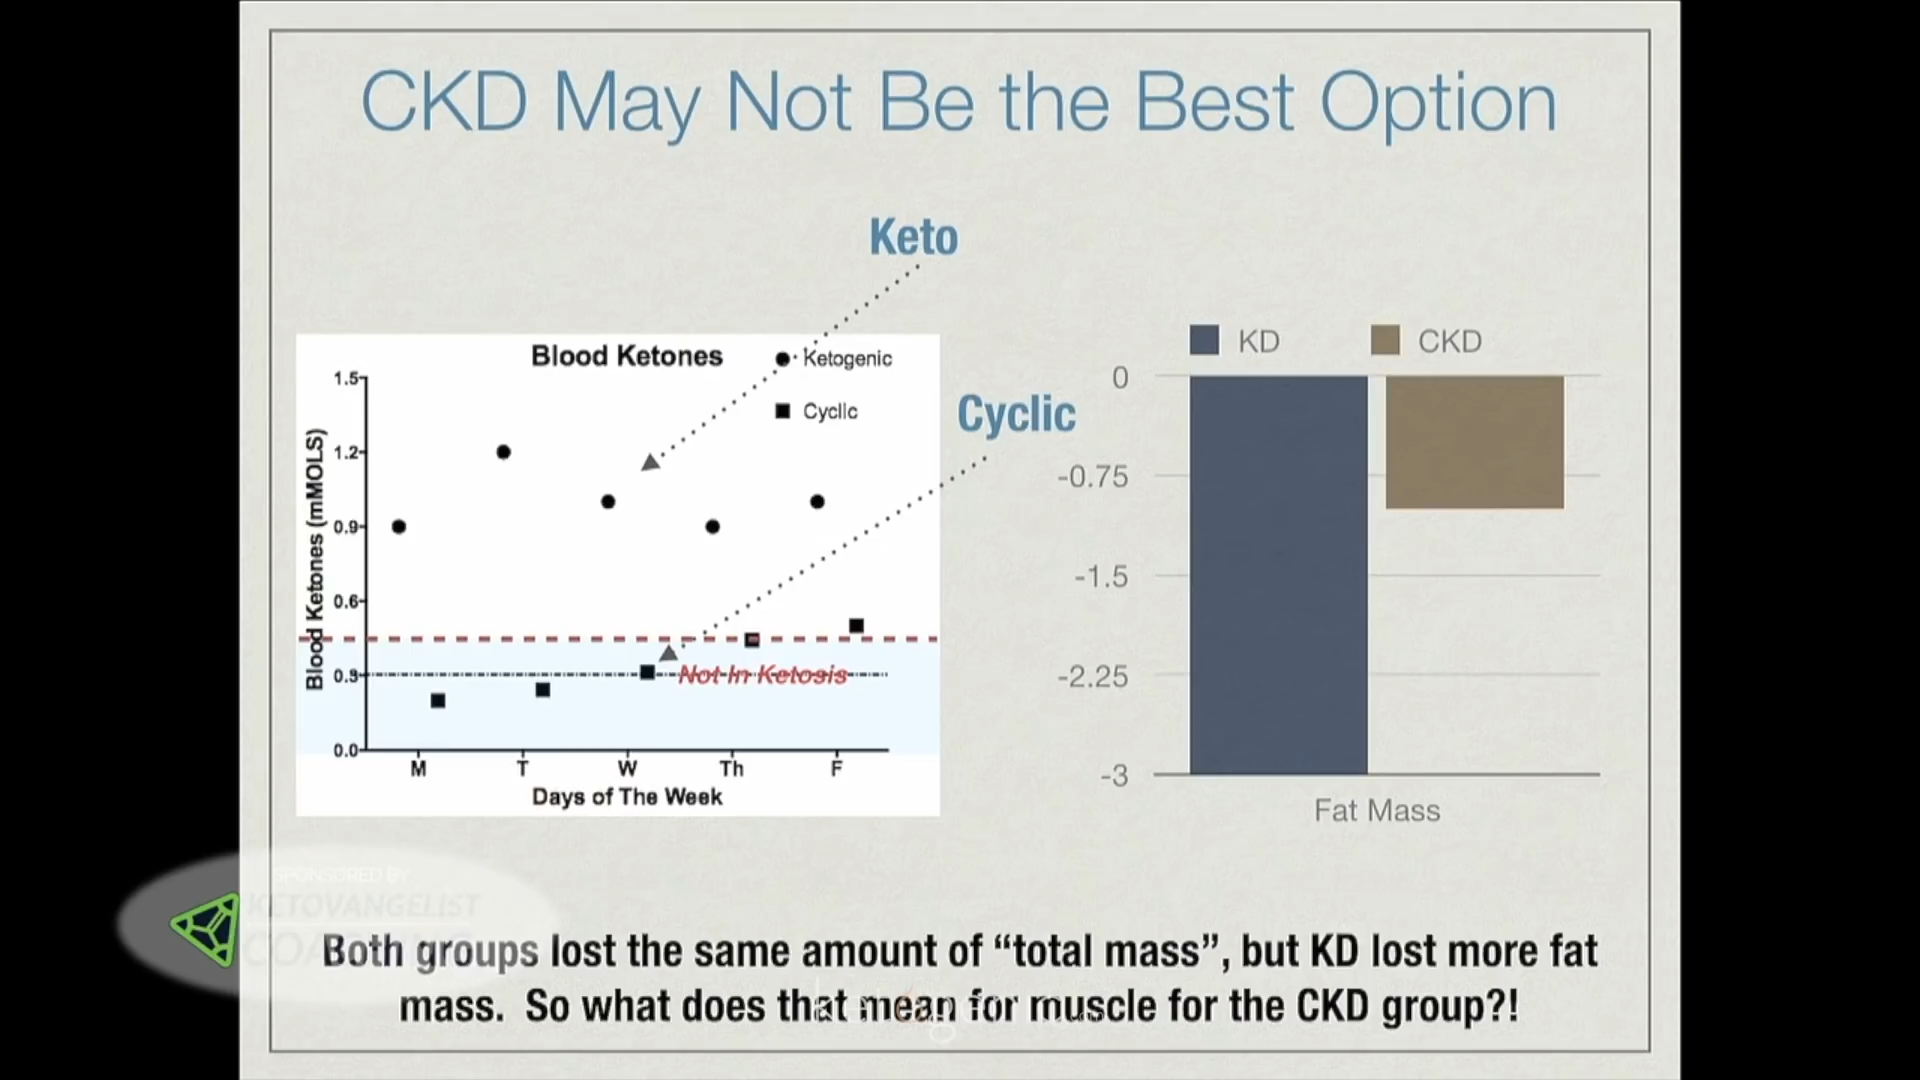 CKD May Not Be the Best Option
Keto
Blood Ketones
Ketogenic
Cyclic
1.5
1.2
0.9
0.6
0.3
0.0
Blood Ketones (mMOLS)
Not In Ketosis
M T W Th F
Days of The Week
Cyclic
KD CKD
0
-0.75
-1.5
-2.25
-3
Fat Mass
SPONSORED BY
KETOVANGELIST
Both groups lost the same amount of “total mass”, but KD lost more fat
mass. So what does that mean for muscle for the CKD group?!